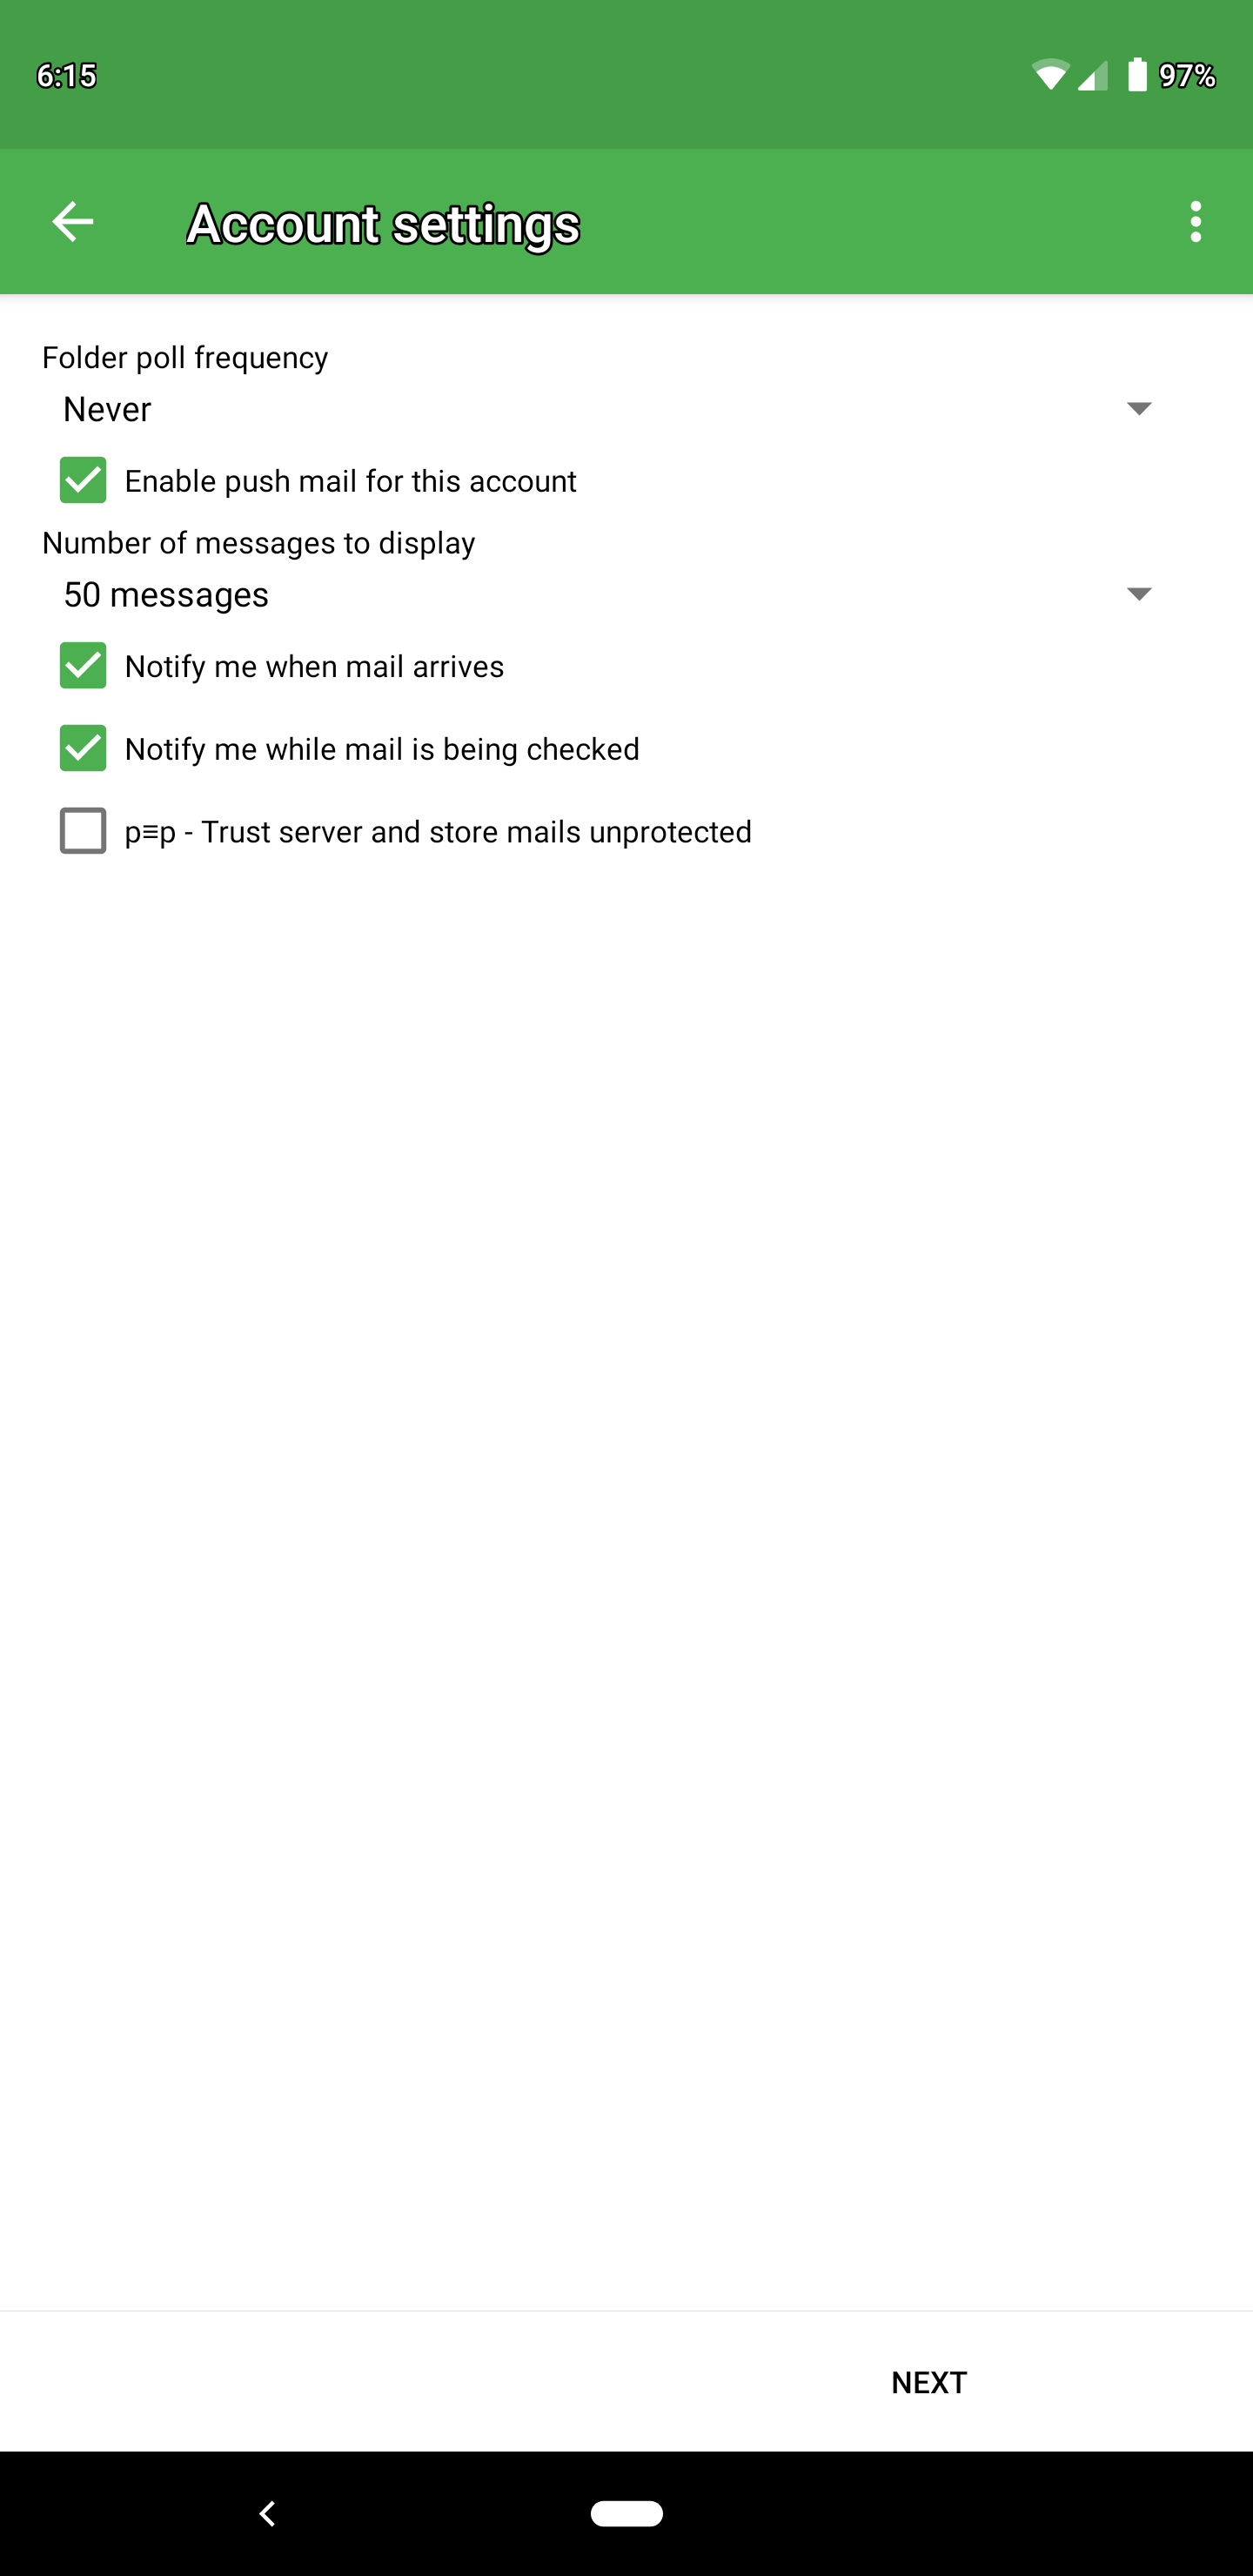 6:15
97%
Account settings
Folder poll frequency
Never
Enable push mail for this account
Number of messages to display
50 messages
Notify me when mail arrives
Notify me while mail is being checked
p≡p - Trust server and store mails unprotected
NEXT